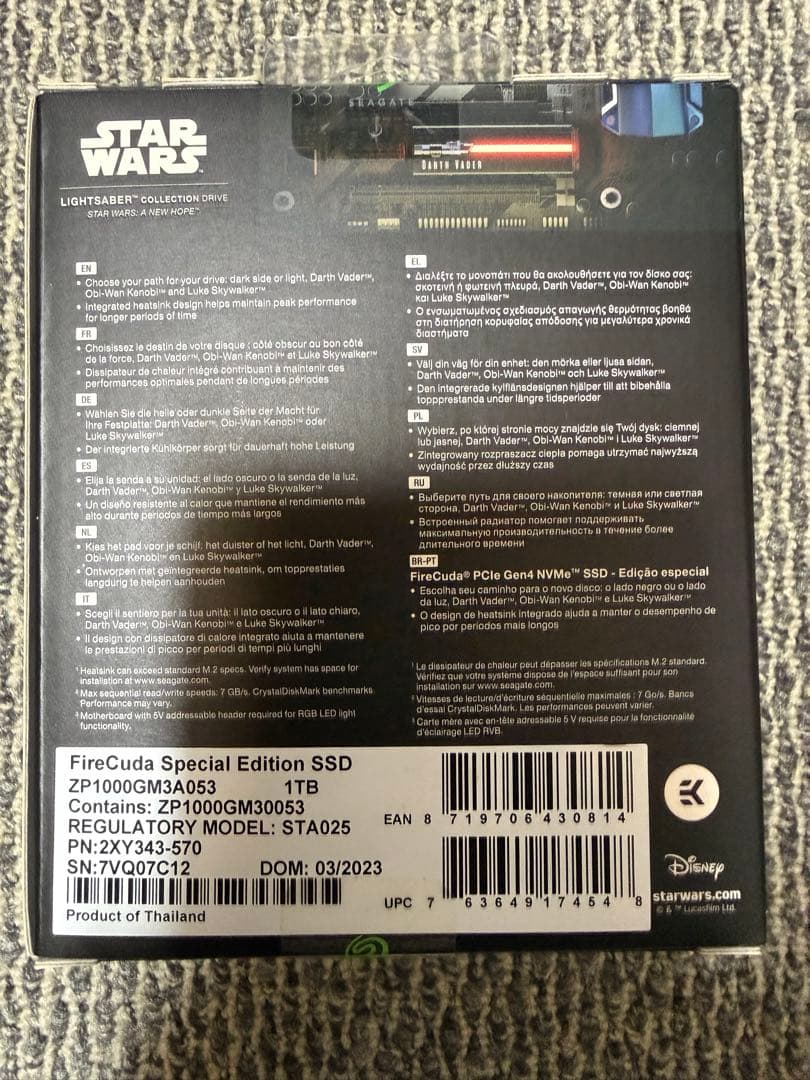 SEAGATE
DARTH VADER
STAR
WARS
LIGHTSABER™ COLLECTION DRIVE
STAR WARS: A NEW HOPE™
EN
• Choose your path for your drive: dark side or light, Darth Vader™,
Obi-Wan Kenobi™ and Luke Skywalker™
• Integrated heatsink design helps maintain peak performance
for longer periods of time
FR
• Choisissez le destin de votre disque : côté obscur ou bon côté
de la force, Darth Vader™, Obi-Wan Kenobi™ et Luke Skywalker™
• Dissipateur de chaleur intégré contribuant à maintenir des
performances optimales pendant de longues périodes
DE
• Wählen Sie die helle oder dunkle Seite der Macht für
Ihre Festplatte: Darth Vader™, Obi-Wan Kenobi™ oder
Luke Skywalker™
• Der integrierte Kühlkörper sorgt für dauerhaft hohe Leistung
ES
• Elija la senda a su unidad: el lado oscuro o la senda de la luz,
Darth Vader™, Obi-Wan Kenobi™ y Luke Skywalker™
• Un diseño resistente al calor que mantiene el rendimiento más
alto durante periodos de tiempo más largos
NL
• Kies het pad voor je schijf: het duister of het licht, Darth Vader™,
Obi-Wan Kenobi™ en Luke Skywalker™
• Ontworpen met geïntegreerde heatsink, om topprestaties
langdurig te helpen aanhouden
IT
• Scegli il sentiero per la tua unità: il lato oscuro o il lato chiaro,
Darth Vader™, Obi-Wan Kenobi™ e Luke Skywalker™
• Il design con dissipatore di calore integrato aiuta a mantenere
le prestazioni di picco per periodi di tempo più lunghi
¹ Heatsink can exceed standard M.2 specs. Verify system has space for
installation at www.seagate.com.
² Max sequential read/write speeds: 7 GB/s. CrystalDiskMark benchmarks.
Performance may vary.
³ Motherboard with 5V addressable header required for RGB LED light
functionality.
EL
• Διαλέξτε το μονοπάτι που θα ακολουθήσετε για τον δίσκο σας:
σκοτεινή ή φωτεινή πλευρά, Darth Vader™, Obi-Wan Kenobi™
και Luke Skywalker™
• Ο ενσωματωμένος σχεδιασμός απαγωγής θερμότητας βοηθά
στη διατήρηση κορυφαίας απόδοσης για μεγαλύτερα χρονικά
διαστήματα
SV
• Välj din väg för din enhet: den mörka eller ljusa sidan,
Darth Vader™, Obi-Wan Kenobi™ och Luke Skywalker™
• Den integrerade kylflänsdesignen hjälper till att bibehålla
toppprestanda under längre tidsperioder
PL
• Wybierz, po której stronie mocy znajdzie się Twój dysk: ciemnej
lub jasnej, Darth Vader™, Obi-Wan Kenobi™ i Luke Skywalker™
• Zintegrowany rozpraszacz ciepła pomaga utrzymać najwyższą
wydajność przez dłuższy czas
RU
• Выберите путь для своего накопителя: темная или светлая
сторона, Darth Vader™, Obi-Wan Kenobi™ и Luke Skywalker™
• Встроенный радиатор помогает поддерживать
максимальную производительность в течение более
длительного времени
BR-PT
FireCuda® PCIe Gen4 NVMe™ SSD - Edição especial
• Escolha seu caminho para o novo disco: o lado negro ou o lado
da luz, Darth Vader™, Obi-Wan Kenobi™ e Luke Skywalker™
• O design de heatsink integrado ajuda a manter o desempenho de
pico por períodos mais longos
¹ Le dissipateur de chaleur peut dépasser les spécifications M.2 standard.
Vérifiez que votre système dispose de l'espace suffisant pour son
installation sur www.seagate.com.
² Vitesses de lecture/d'écriture séquentielle maximales : 7 Go/s. Bancs
d'essai CrystalDiskMark. Les performances peuvent varier.
³ Carte mère avec en-tête adressable 5 V requise pour la fonctionnalité
d'éclairage LED RVB.
FireCuda Special Edition SSD
ZP1000GM3A053 1TB
Contains: ZP1000GM30053
REGULATORY MODEL: STA025
PN:2XY343-570
SN:7VQ07C12 DOM: 03/2023
Product of Thailand
EAN 8 719706 430814
UPC 7 63649 17454 8
EK
Disney
starwars.com
© & ™ Lucasfilm Ltd.